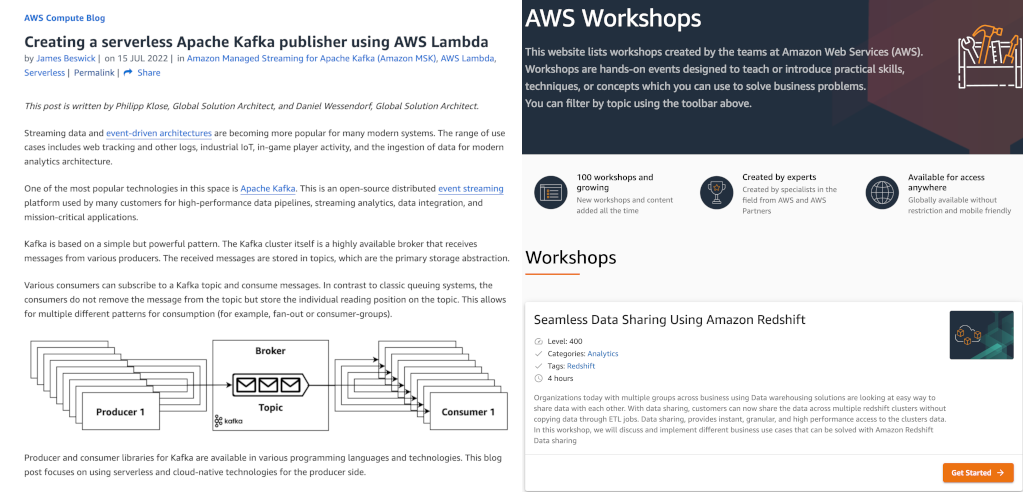 AWS Compute Blog
Creating a serverless Apache Kafka publisher using AWS Lambda
by James Beswick | on 15 JUL 2022 | in Amazon Managed Streaming for Apache Kafka (Amazon MSK), AWS Lambda,
Serverless | Permalink | Share
This post is written by Philipp Klose, Global Solution Architect, and Daniel Wessendorf, Global Solution Architect.
Streaming data and event-driven architectures are becoming more popular for many modern systems. The range of use
cases includes web tracking and other logs, industrial IoT, in-game player activity, and the ingestion of data for modern
analytics architecture.
One of the most popular technologies in this space is Apache Kafka. This is an open-source distributed event streaming
platform used by many customers for high-performance data pipelines, streaming analytics, data integration, and
mission-critical applications.
Kafka is based on a simple but powerful pattern. The Kafka cluster itself is a highly available broker that receives
messages from various producers. The received messages are stored in topics, which are the primary storage abstraction.
Various consumers can subscribe to a Kafka topic and consume messages. In contrast to classic queuing systems, the
consumers do not remove the message from the topic but store the individual reading position on the topic. This allows
for multiple different patterns for consumption (for example, fan-out or consumer-groups).
Broker
Topic
kafka
Producer 1
Consumer 1
Producer and consumer libraries for Kafka are available in various programming languages and technologies. This blog
post focuses on using serverless and cloud-native technologies for the producer side.
AWS Workshops
This website lists workshops created by the teams at Amazon Web Services (AWS).
Workshops are hands-on events designed to teach or introduce practical skills,
techniques, or concepts which you can use to solve business problems.
You can filter by topic using the toolbar above.
100 workshops and
growing
New workshops and content
added all the time
Created by experts
Created by specialists in the
field from AWS and AWS
Partners
Available for access
anywhere
Globally available without
restriction and mobile friendly
Workshops
Seamless Data Sharing Using Amazon Redshift
Level: 400
Categories: Analytics
Tags: Redshift
4 hours
Organizations today with multiple groups across business using Data warehousing solutions are looking at easy way to
share data with each other. With data sharing, customers can now share the data across multiple redshift clusters without
copying data through ETL jobs. Data sharing, provides instant, granular, and high performance access to the clusters data.
In this workshop, we will discuss and implement different business use cases that can be solved with Amazon Redshift
Data sharing
Get Started